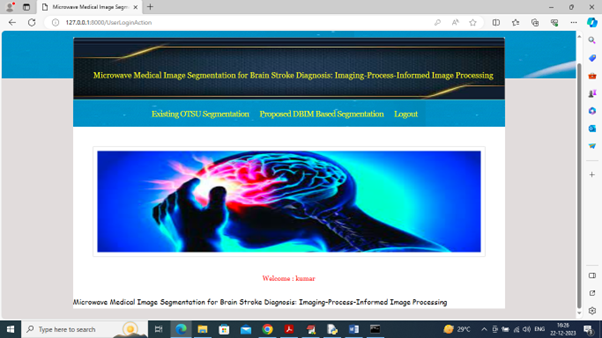 Microwave Medical Image Segm
127.0.0.1:8000/UserLoginAction
Microwave Medical Image Segmentation for Brain Stroke Diagnosis: Imaging-Process-Informed Image Processing
Existing OTSU Segmentation Proposed DBIM Based Segmentation Logout
Welcome : kumar
Microwave Medical Image Segmentation for Brain Stroke Diagnosis: Imaging-Process-Informed Image Processing
Type here to search
29°C
ENG
10:26
22-12-2023